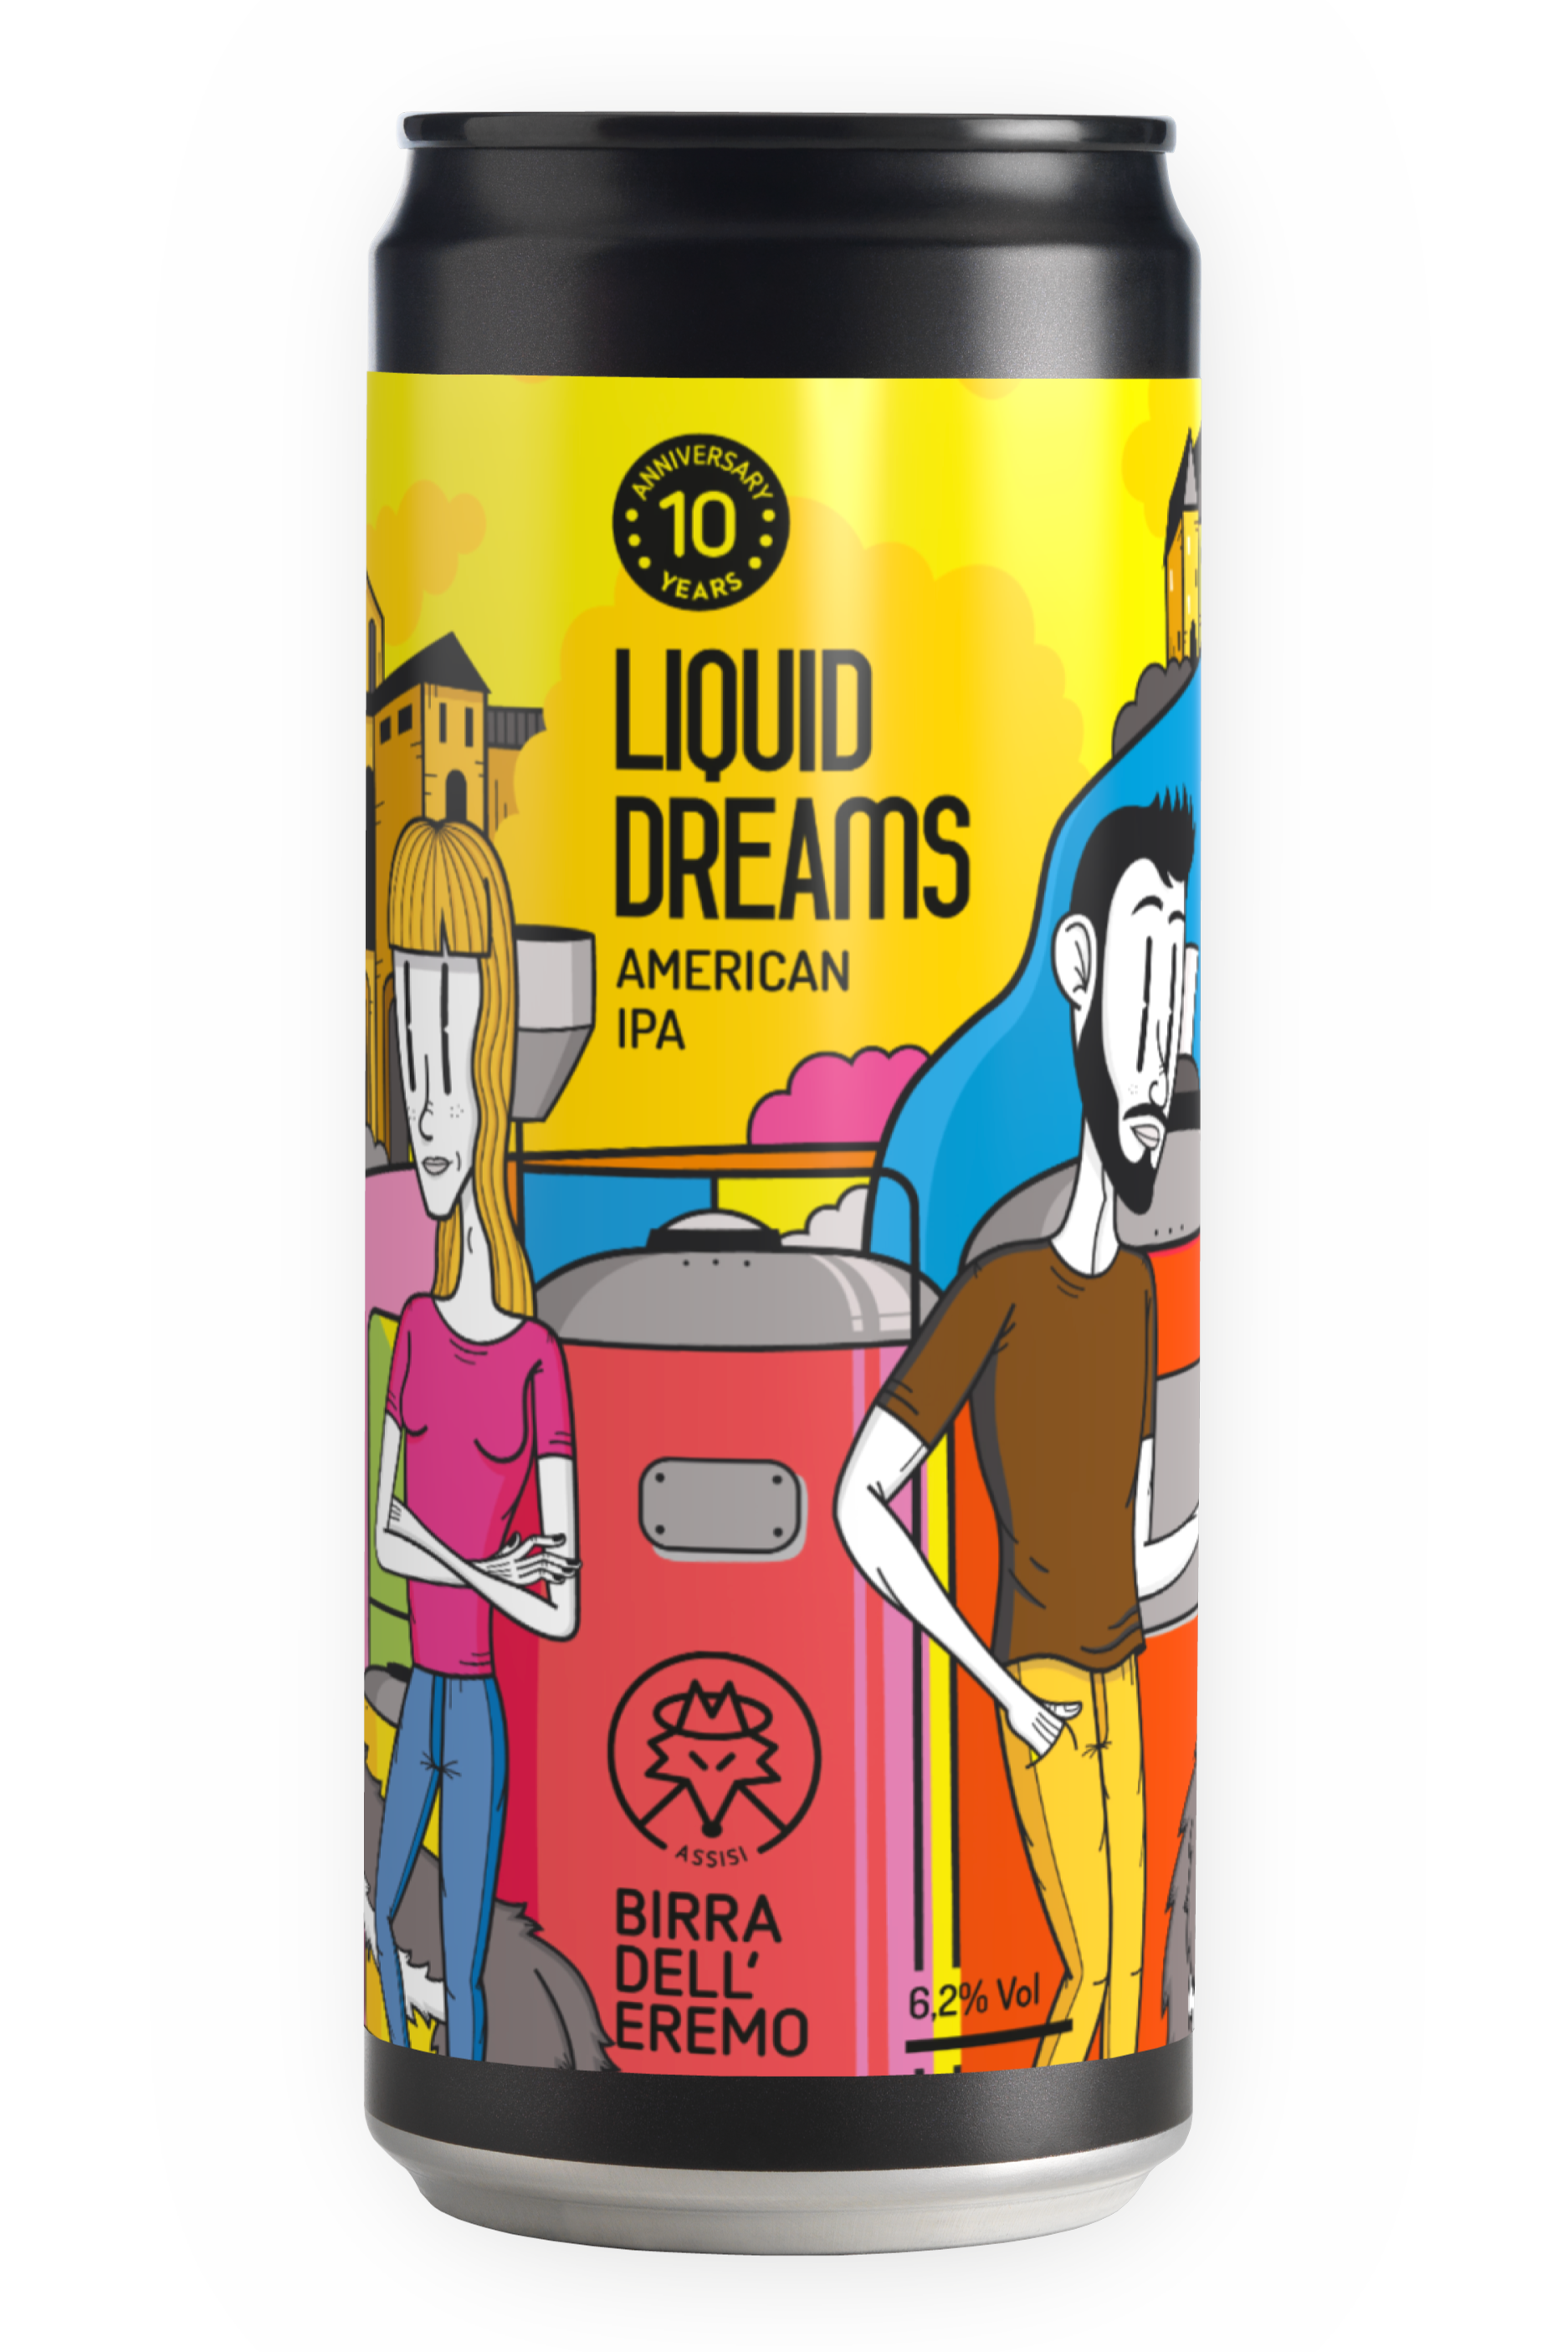 ANNIVERSARY
10
YEARS
LIQUID
DREAMS
AMERICAN
IPA
ASSISI
BIRRA
DELL'
EREMO
6,2% Vol